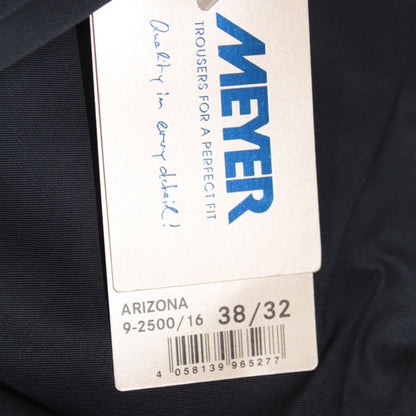 MEYER
TROUSERS FOR A PERFECT FIT
Quality in every detail!
ARIZONA
9-2500/16 38/32
4 058139 965277